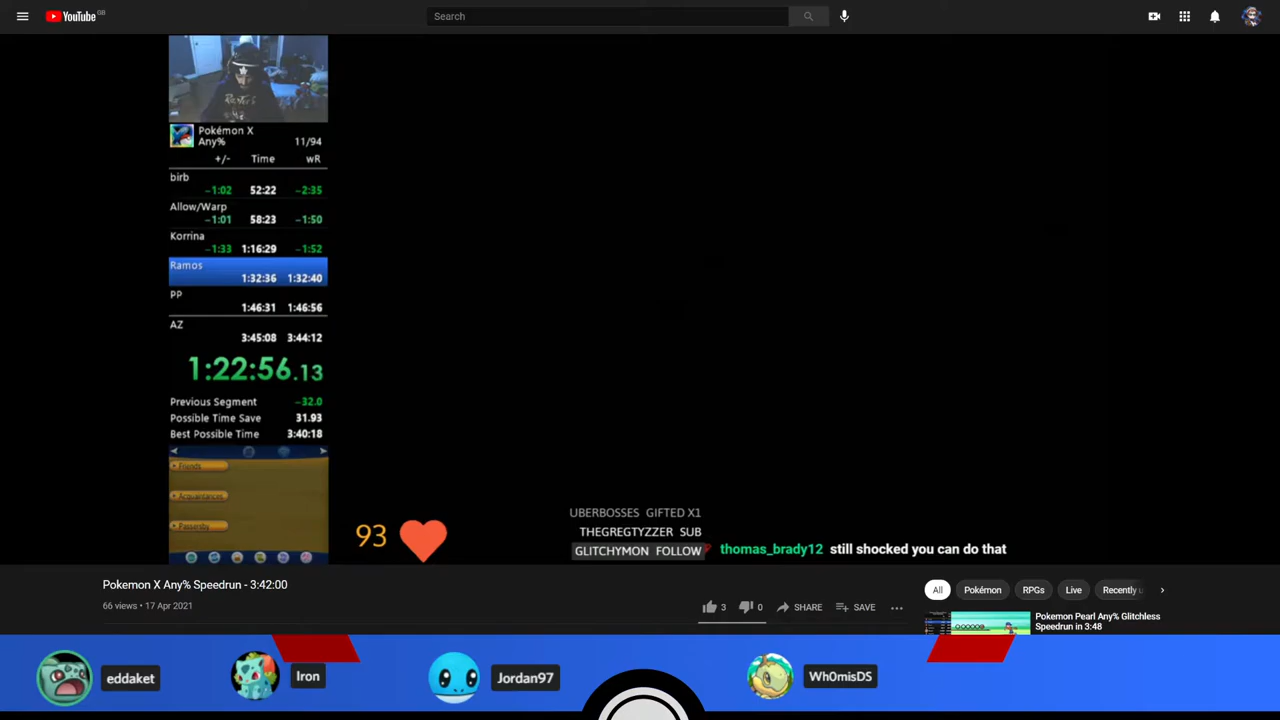 YouTube GB
Search
Pokémon X
Any% 11/94
+/- Time wR
birb
-1:02 52:22 -2:35
Allow/Warp
-1:01 58:23 -1:50
Korrina
-1:33 1:16:29 -1:52
Ramos
1:32:36 1:32:40
PP
1:46:31 1:46:56
AZ
3:45:08 3:44:12
1:22:56.13
Previous Segment -32.0
Possible Time Save 31.93
Best Possible Time 3:40:18
Friends
Acquaintances
Passersby
93
UBERBOSSES GIFTED X1
THEGREGTYZZER SUB
GLITCHYMON FOLLOW
thomas_brady12 still shocked you can do that
Pokemon X Any% Speedrun - 3:42:00
66 views • 17 Apr 2021
3 0 SHARE SAVE
All Pokémon RPGs Live Recently u
Pokemon Pearl Any% Glitchless
Speedrun in 3:48
eddaket
Iron
Jordan97
Wh0misDS